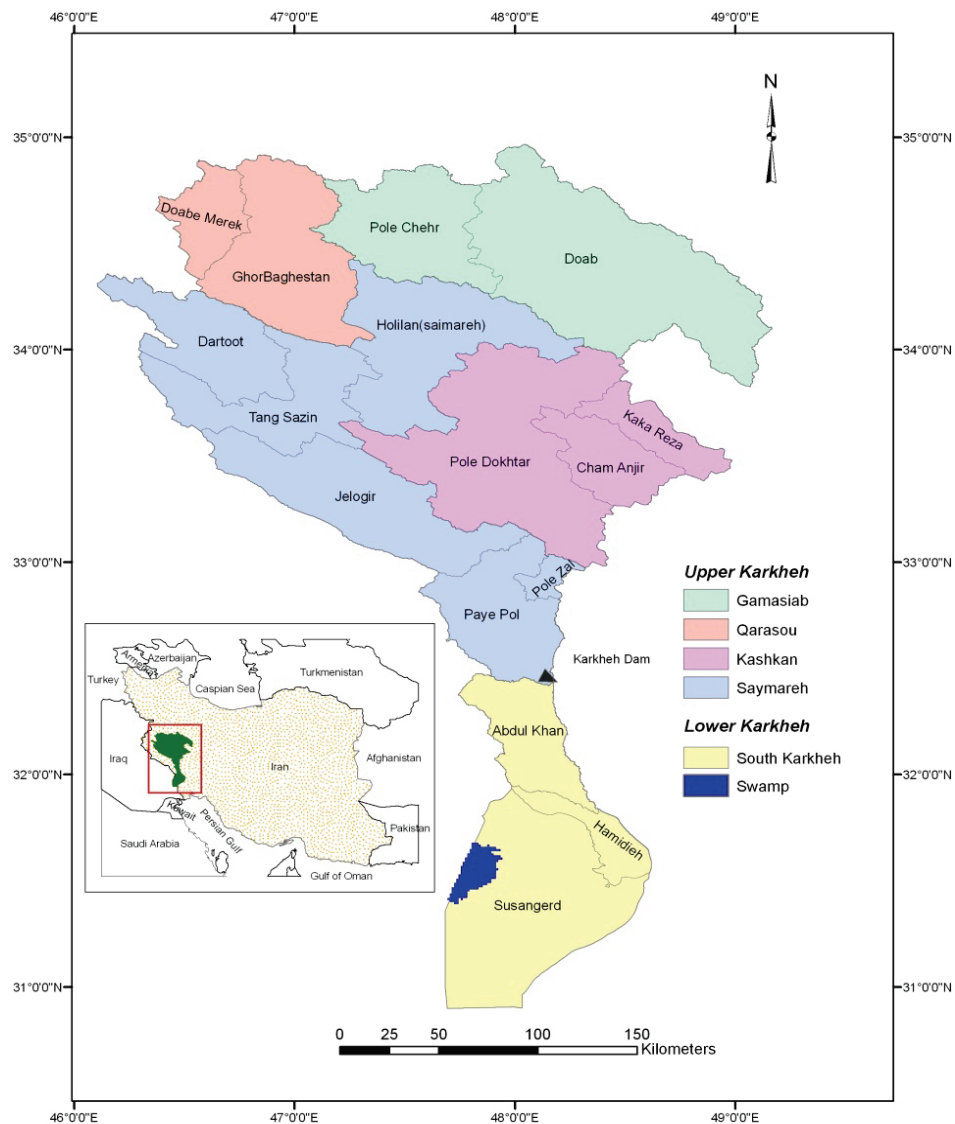 46°0'0"E
47°0'0"E
48°0'0"E
49°0'0"E
N
35°0'0"N
35°0'0"N
Doabe Merek
Pole Chehr
Doab
GhorBaghestan
Holilan(saimareh)
34°0'0"N
34°0'0"N
Dartoot
Tang Sazin
Kaka Reza
Pole Dokhtar
Cham Anjir
Jelogir
33°0'0"N
33°0'0"N
Pole Zal
Paye Pol
Karkheh Dam
Upper Karkheh
Gamasiab
Qarasou
Kashkan
Saymareh
Lower Karkheh
South Karkheh
Swamp
Armenia
Azerbaijan
Turkmenistan
Turkey
Caspian Sea
Iraq
Iran
Afghanistan
Kuwait
Persian Gulf
Pakistan
Saudi Arabia
Gulf of Oman
Abdul Khan
32°0'0"N
32°0'0"N
Hamidieh
Susangerd
31°0'0"N
31°0'0"N
0 25 50 100 150
Kilometers
46°0'0"E
47°0'0"E
48°0'0"E
49°0'0"E